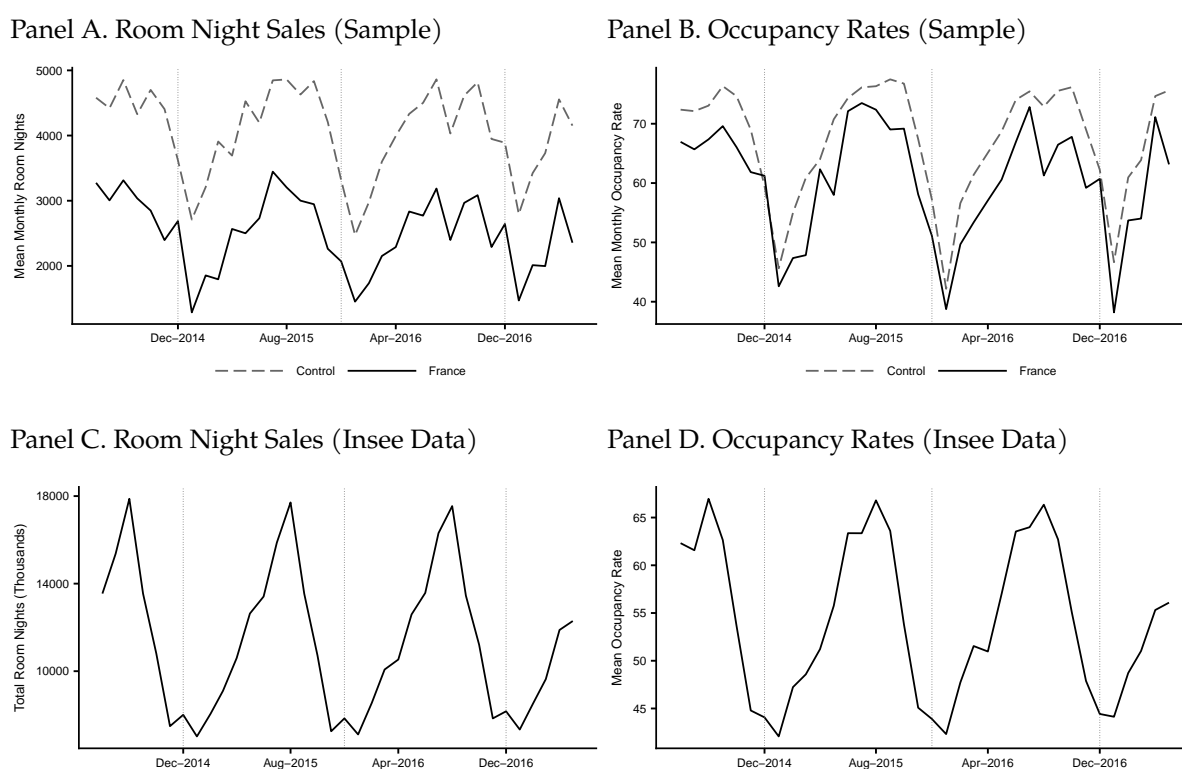 Panel A. Room Night Sales (Sample)
Mean Monthly Room Nights
5000
4000
3000
2000
Dec–2014 Aug–2015 Apr–2016 Dec–2016
Control France
Panel B. Occupancy Rates (Sample)
Mean Monthly Occupancy Rate
70
60
50
40
Dec–2014 Aug–2015 Apr–2016 Dec–2016
Control France
Panel C. Room Night Sales (Insee Data)
Total Room Nights (Thousands)
18000
14000
10000
Dec–2014 Aug–2015 Apr–2016 Dec–2016
Panel D. Occupancy Rates (Insee Data)
Mean Occupancy Rate
65
60
55
50
45
Dec–2014 Aug–2015 Apr–2016 Dec–2016